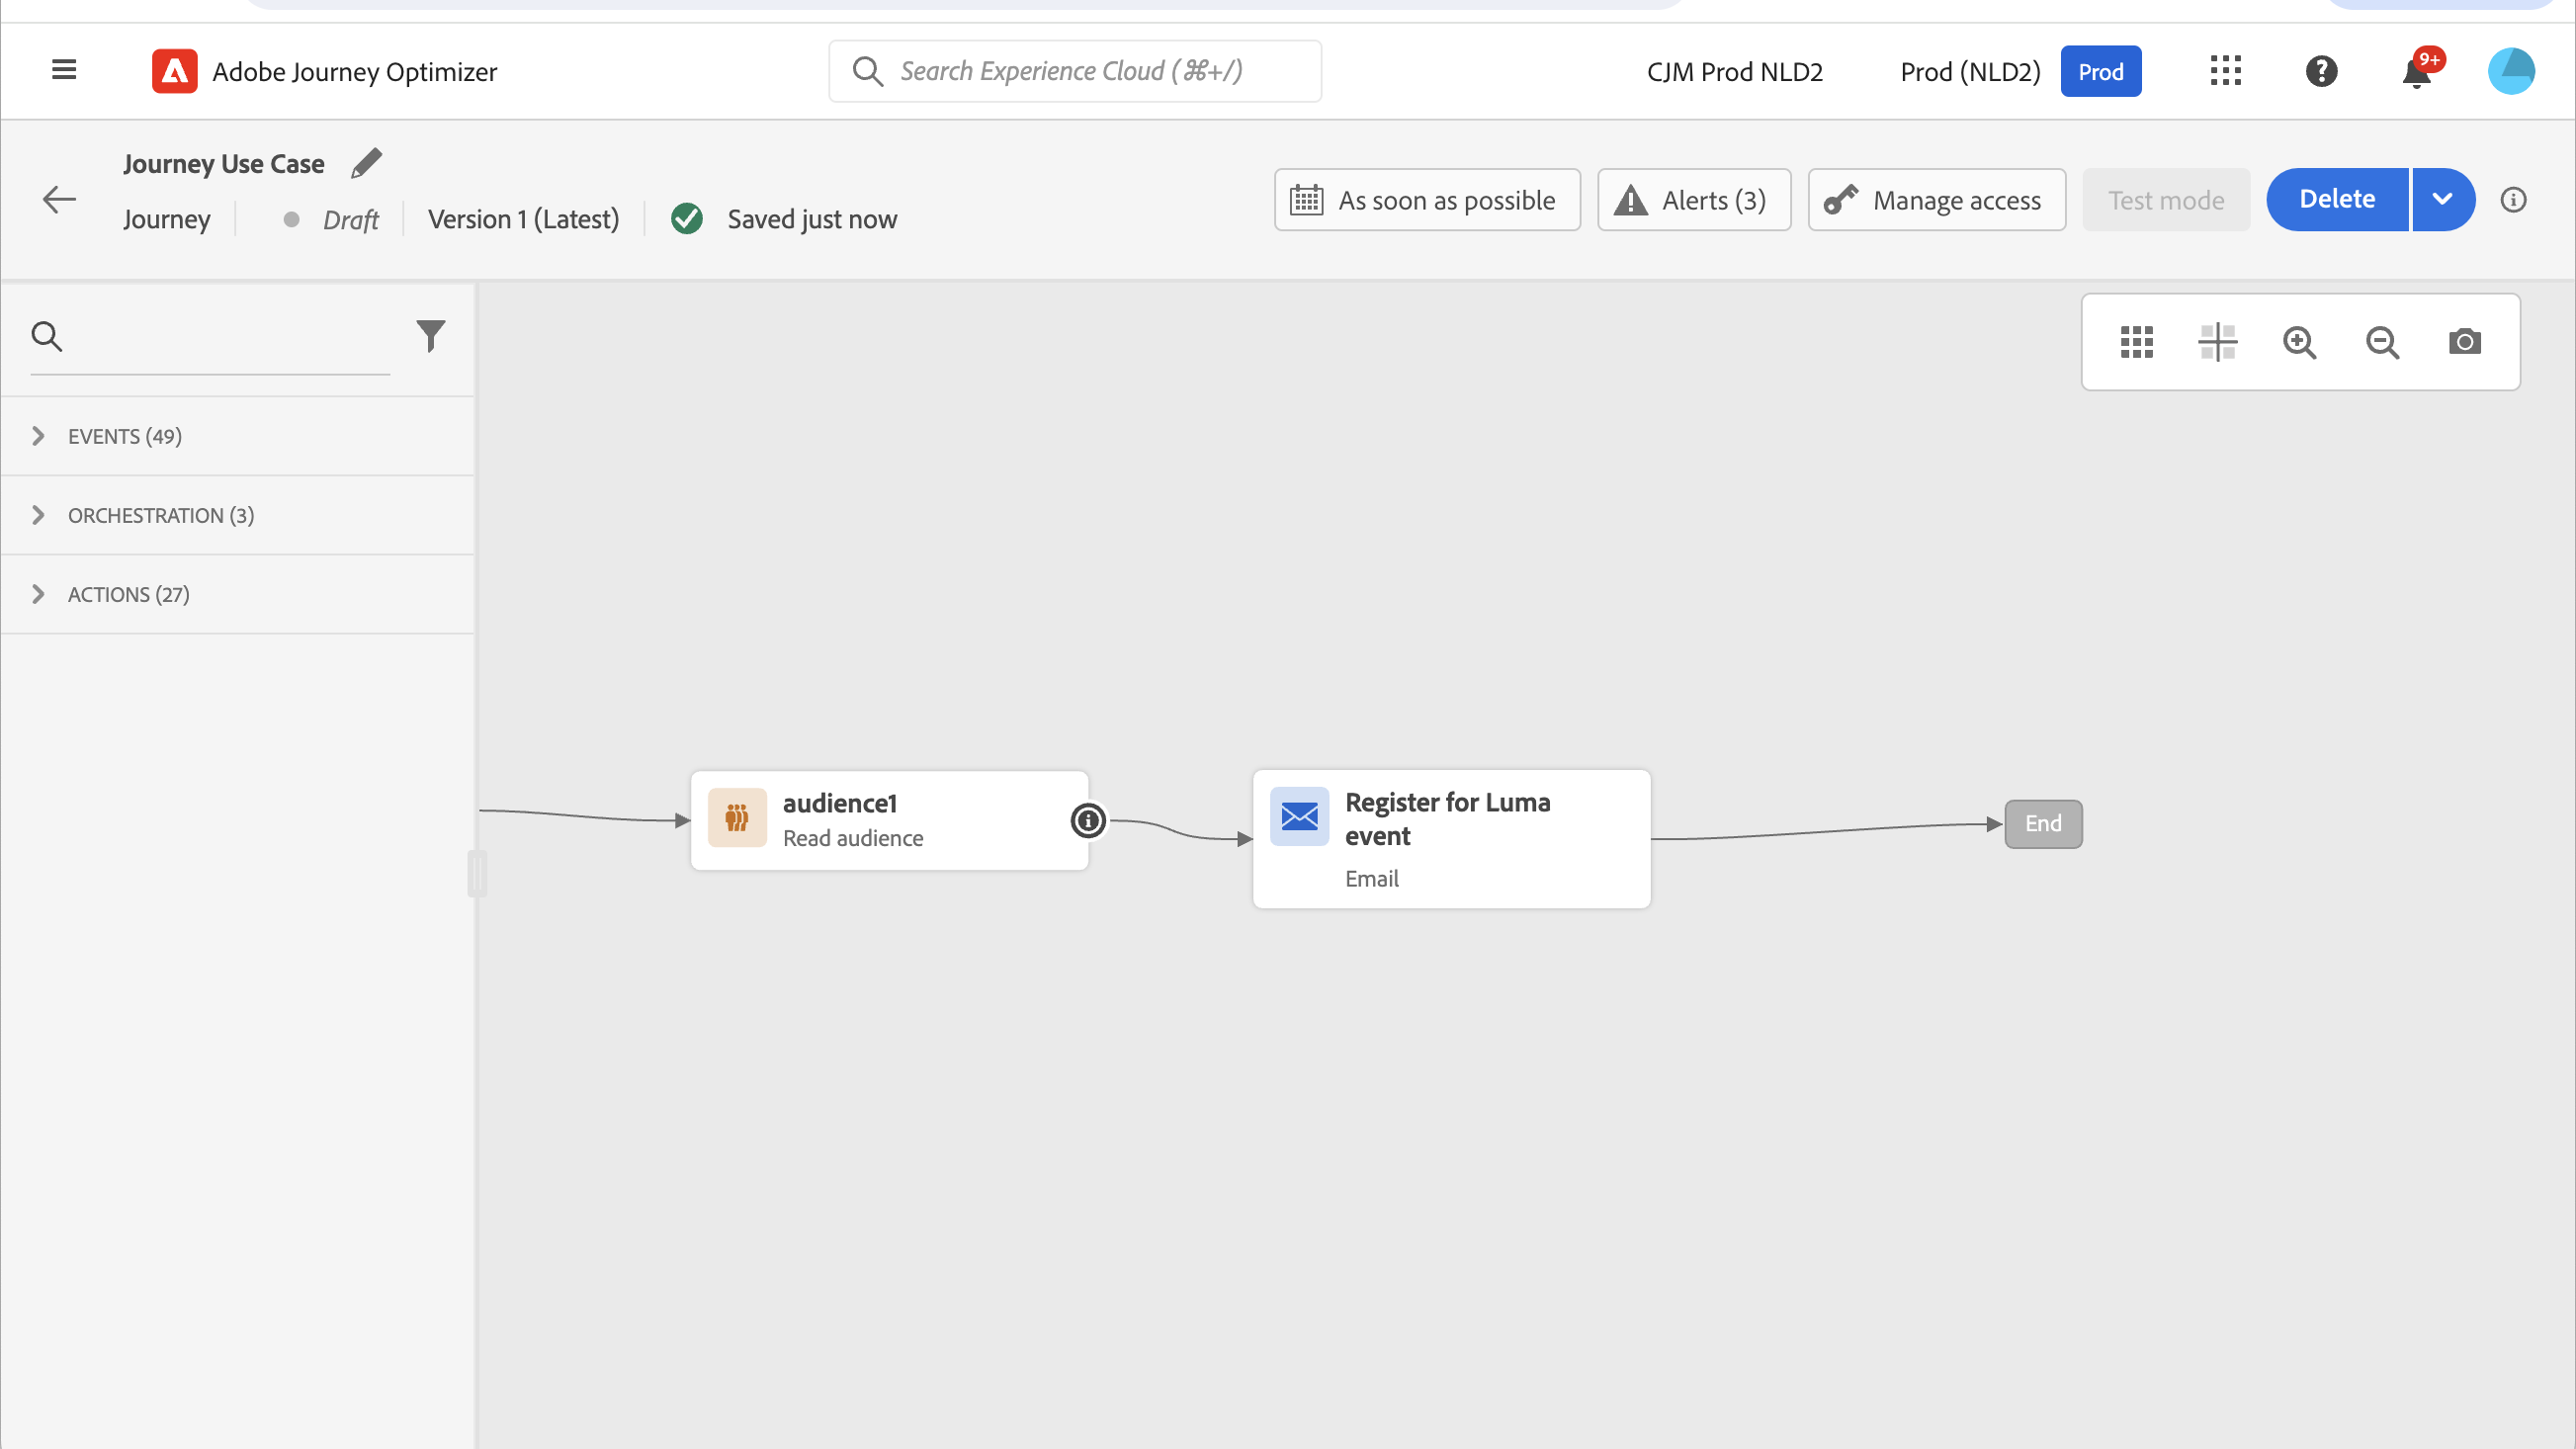 Adobe Journey Optimizer
Search Experience Cloud (⌘+/)
CJM Prod NLD2
Prod (NLD2)
Prod
9+
Journey Use Case
Journey
Draft
Version 1 (Latest)
Saved just now
As soon as possible
Alerts (3)
Manage access
Test mode
Delete
EVENTS (49)
ORCHESTRATION (3)
ACTIONS (27)
audience1
Read audience
Register for Luma
event
Email
End